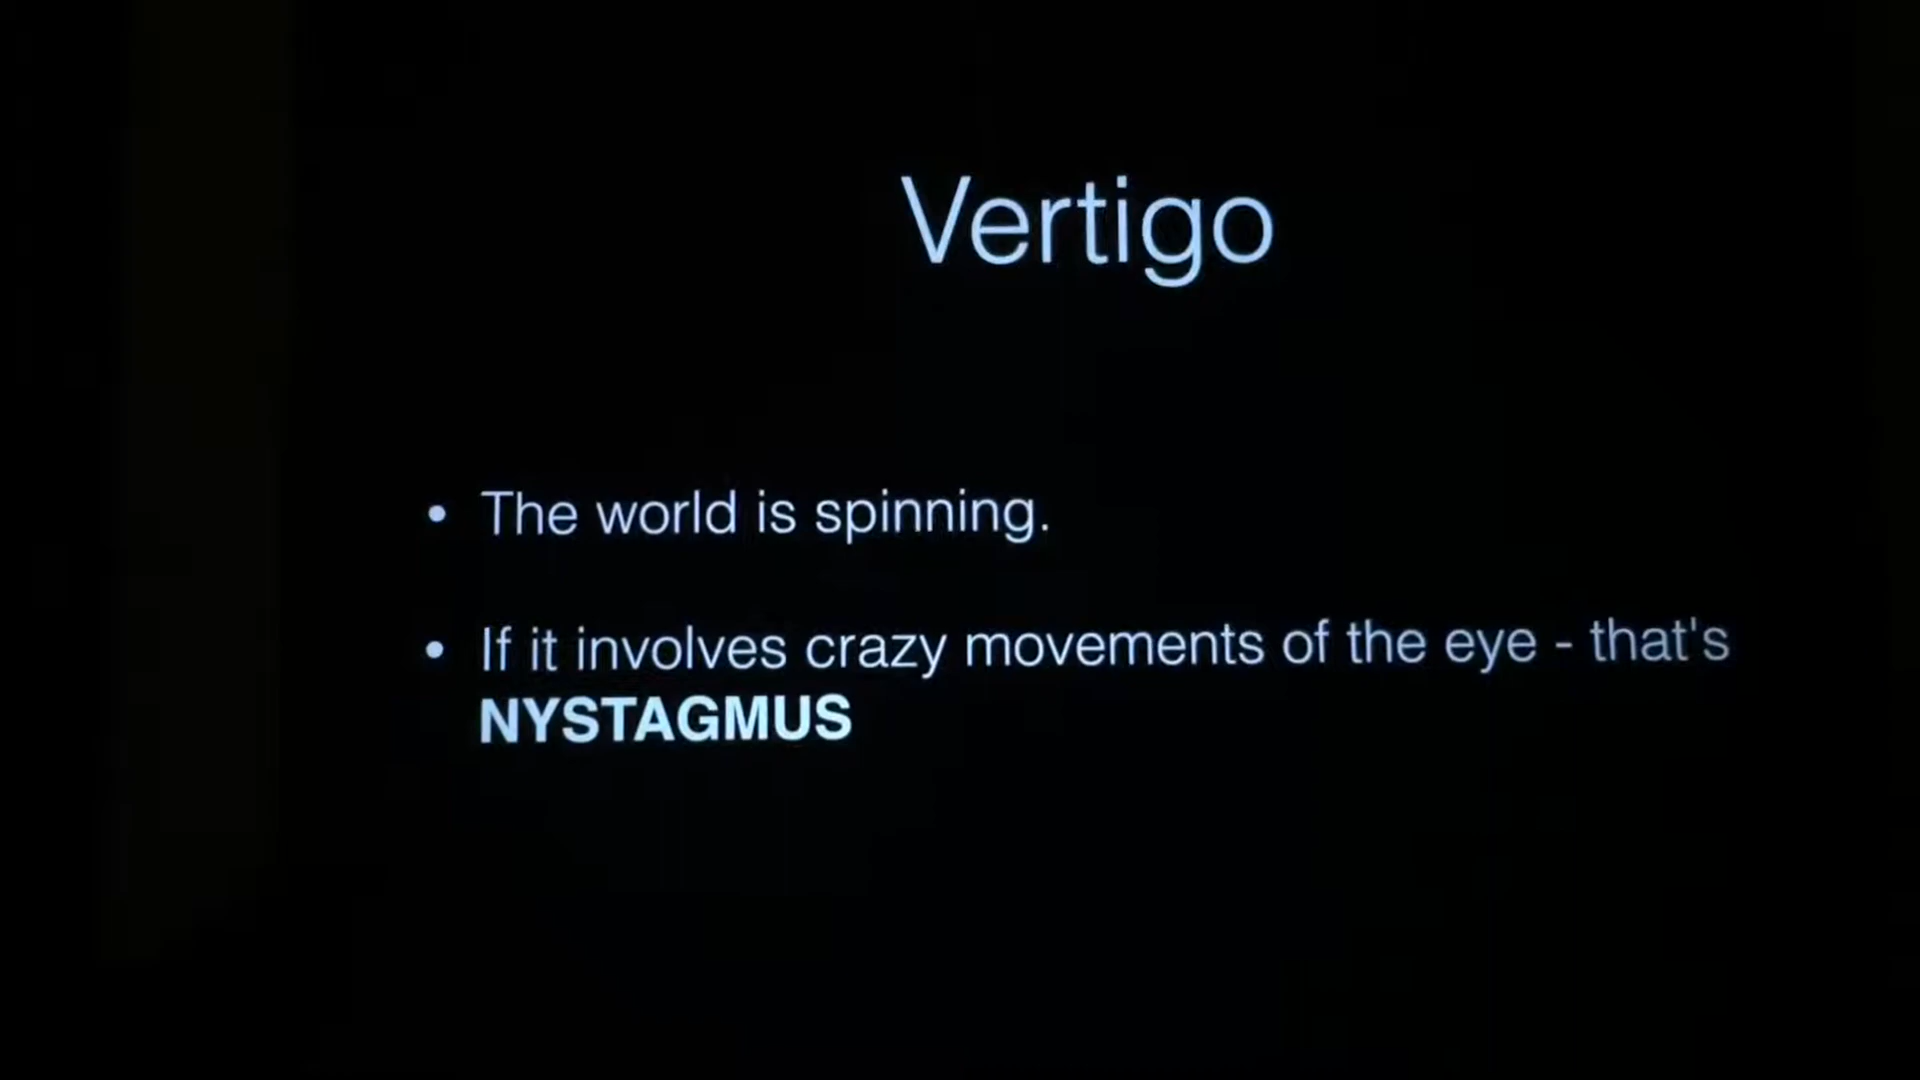 Vertigo
• The world is spinning.
• If it involves crazy movements of the eye - that's
NYSTAGMUS